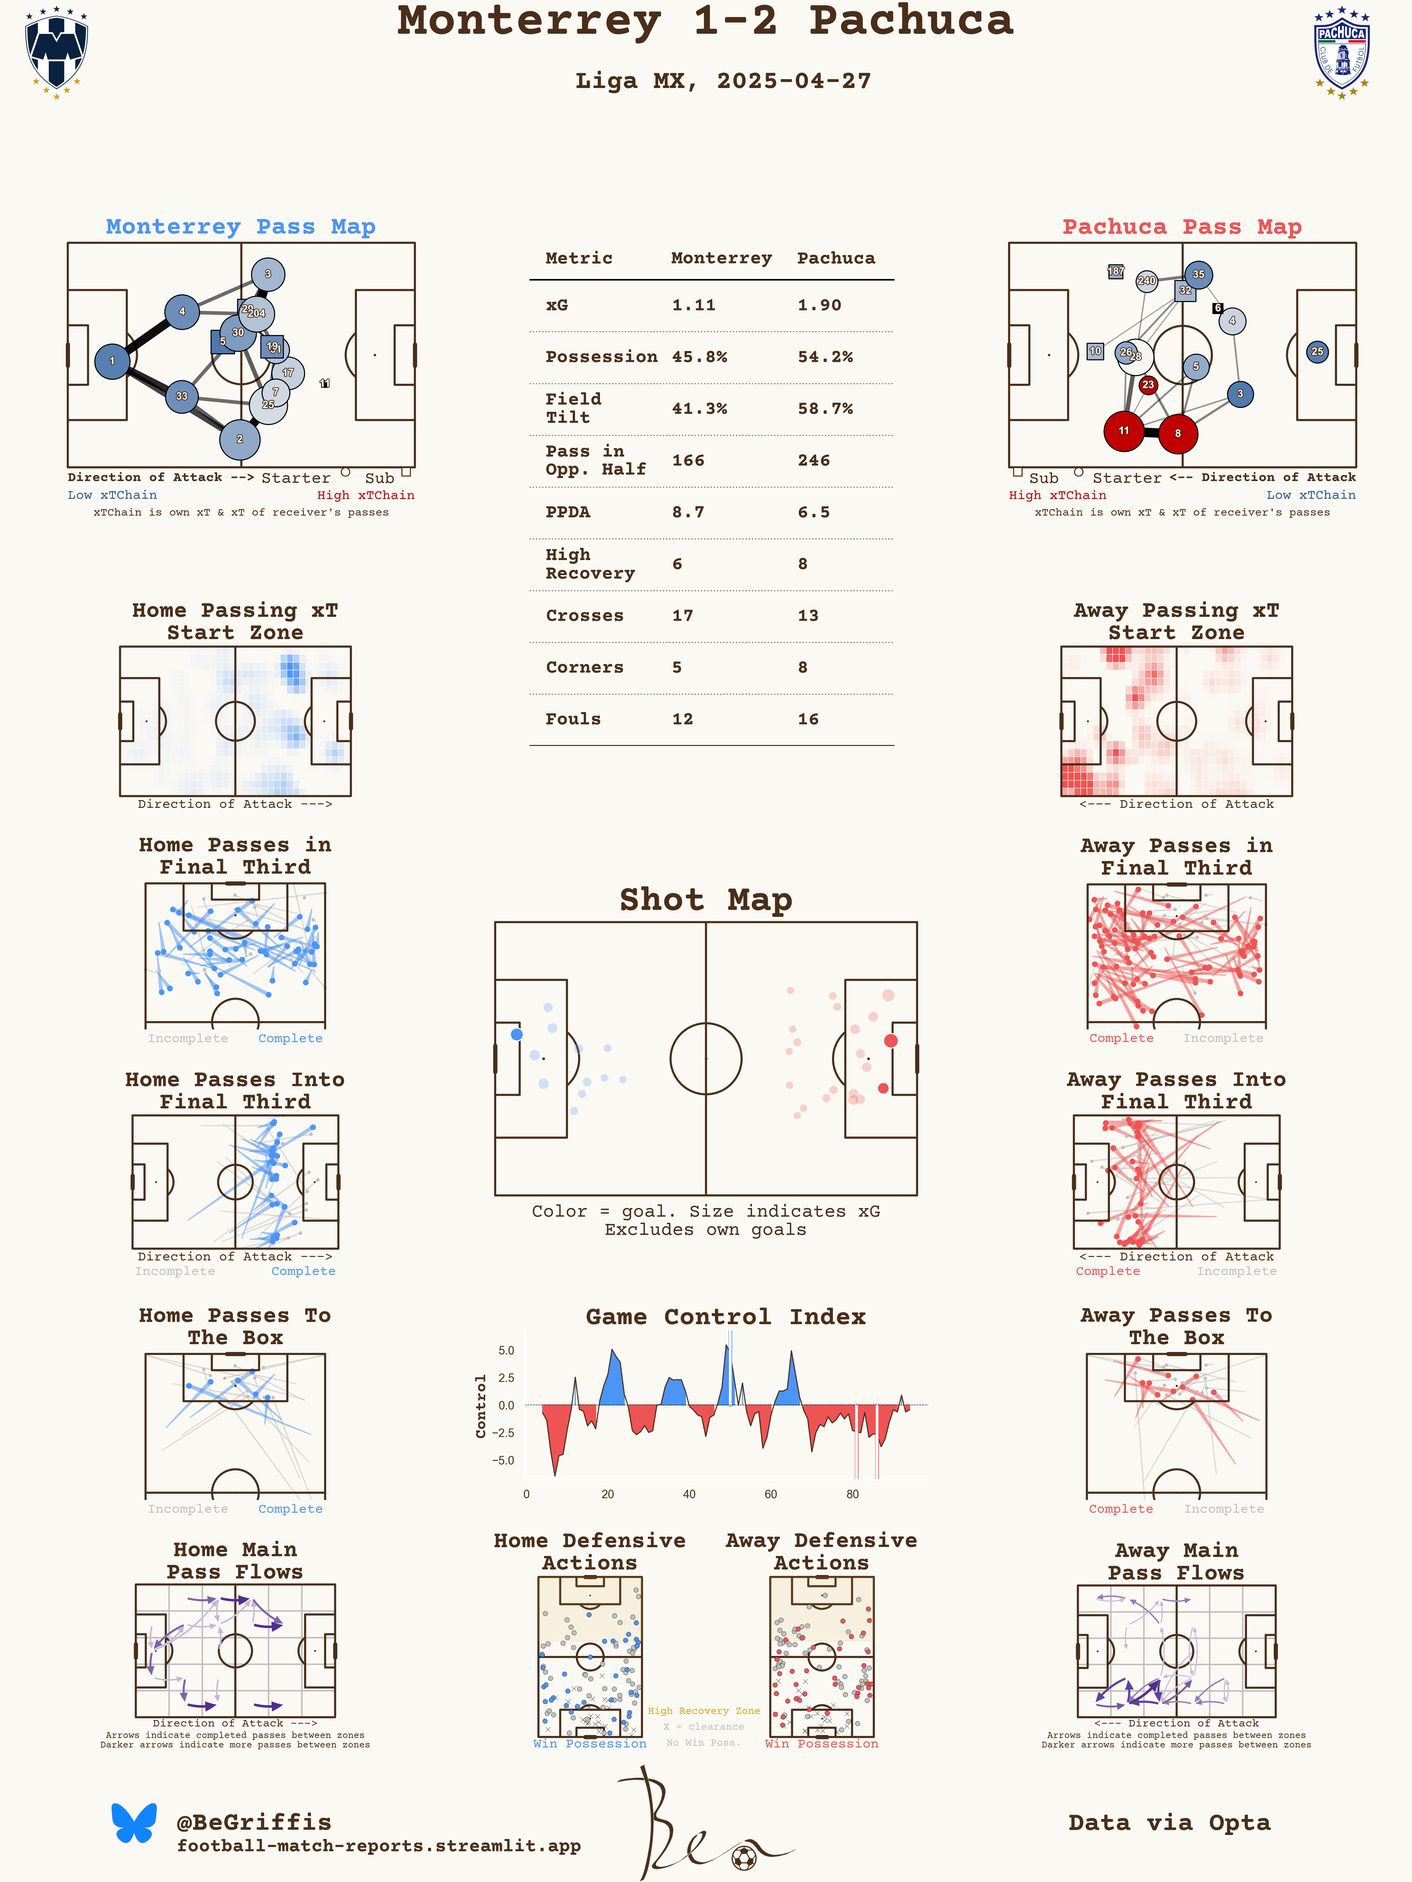 Monterrey 1-2 Pachuca
Liga MX, 2025-04-27
PACHUCA
CLUB DE FUTBOL
Monterrey Pass Map
3
4
204
30
5
19
1
17
7
33
25
11
2
Direction of Attack --> Starter Sub
Low xTChain High xTChain
xTChain is own xT & xT of receiver's passes
Metric Monterrey Pachuca
xG 1.11 1.90
Possession 45.8% 54.2%
Field
Tilt 41.3% 58.7%
Pass in
Opp. Half 166 246
PPDA 8.7 6.5
High
Recovery 6 8
Crosses 17 13
Corners 5 8
Fouls 12 16
Pachuca Pass Map
187
240
35
32
6
4
10
26
28
25
5
23
3
11
8
Sub Starter <-- Direction of Attack
High xTChain Low xTChain
xTChain is own xT & xT of receiver's passes
Home Passing xT
Start Zone
Direction of Attack --->
Away Passing xT
Start Zone
<--- Direction of Attack
Home Passes in
Final Third
Incomplete Complete
Away Passes in
Final Third
Complete Incomplete
Shot Map
Color = goal. Size indicates xG
Excludes own goals
Home Passes Into
Final Third
Direction of Attack --->
Incomplete Complete
Away Passes Into
Final Third
<--- Direction of Attack
Complete Incomplete
Home Passes To
The Box
Incomplete Complete
Game Control Index
Control
5.0
2.5
0.0
−2.5
−5.0
0 20 40 60 80
Away Passes To
The Box
Complete Incomplete
Home Main
Pass Flows
Direction of Attack --->
Arrows indicate completed passes between zones
Darker arrows indicate more passes between zones
Home Defensive
Actions
Win Possession
Away Defensive
Actions
Win Possession
High Recovery Zone
X = clearance
No Win Poss.
Away Main
Pass Flows
<--- Direction of Attack
Arrows indicate completed passes between zones
Darker arrows indicate more passes between zones
@BeGriffis
football-match-reports.streamlit.app
Ben
Data via Opta